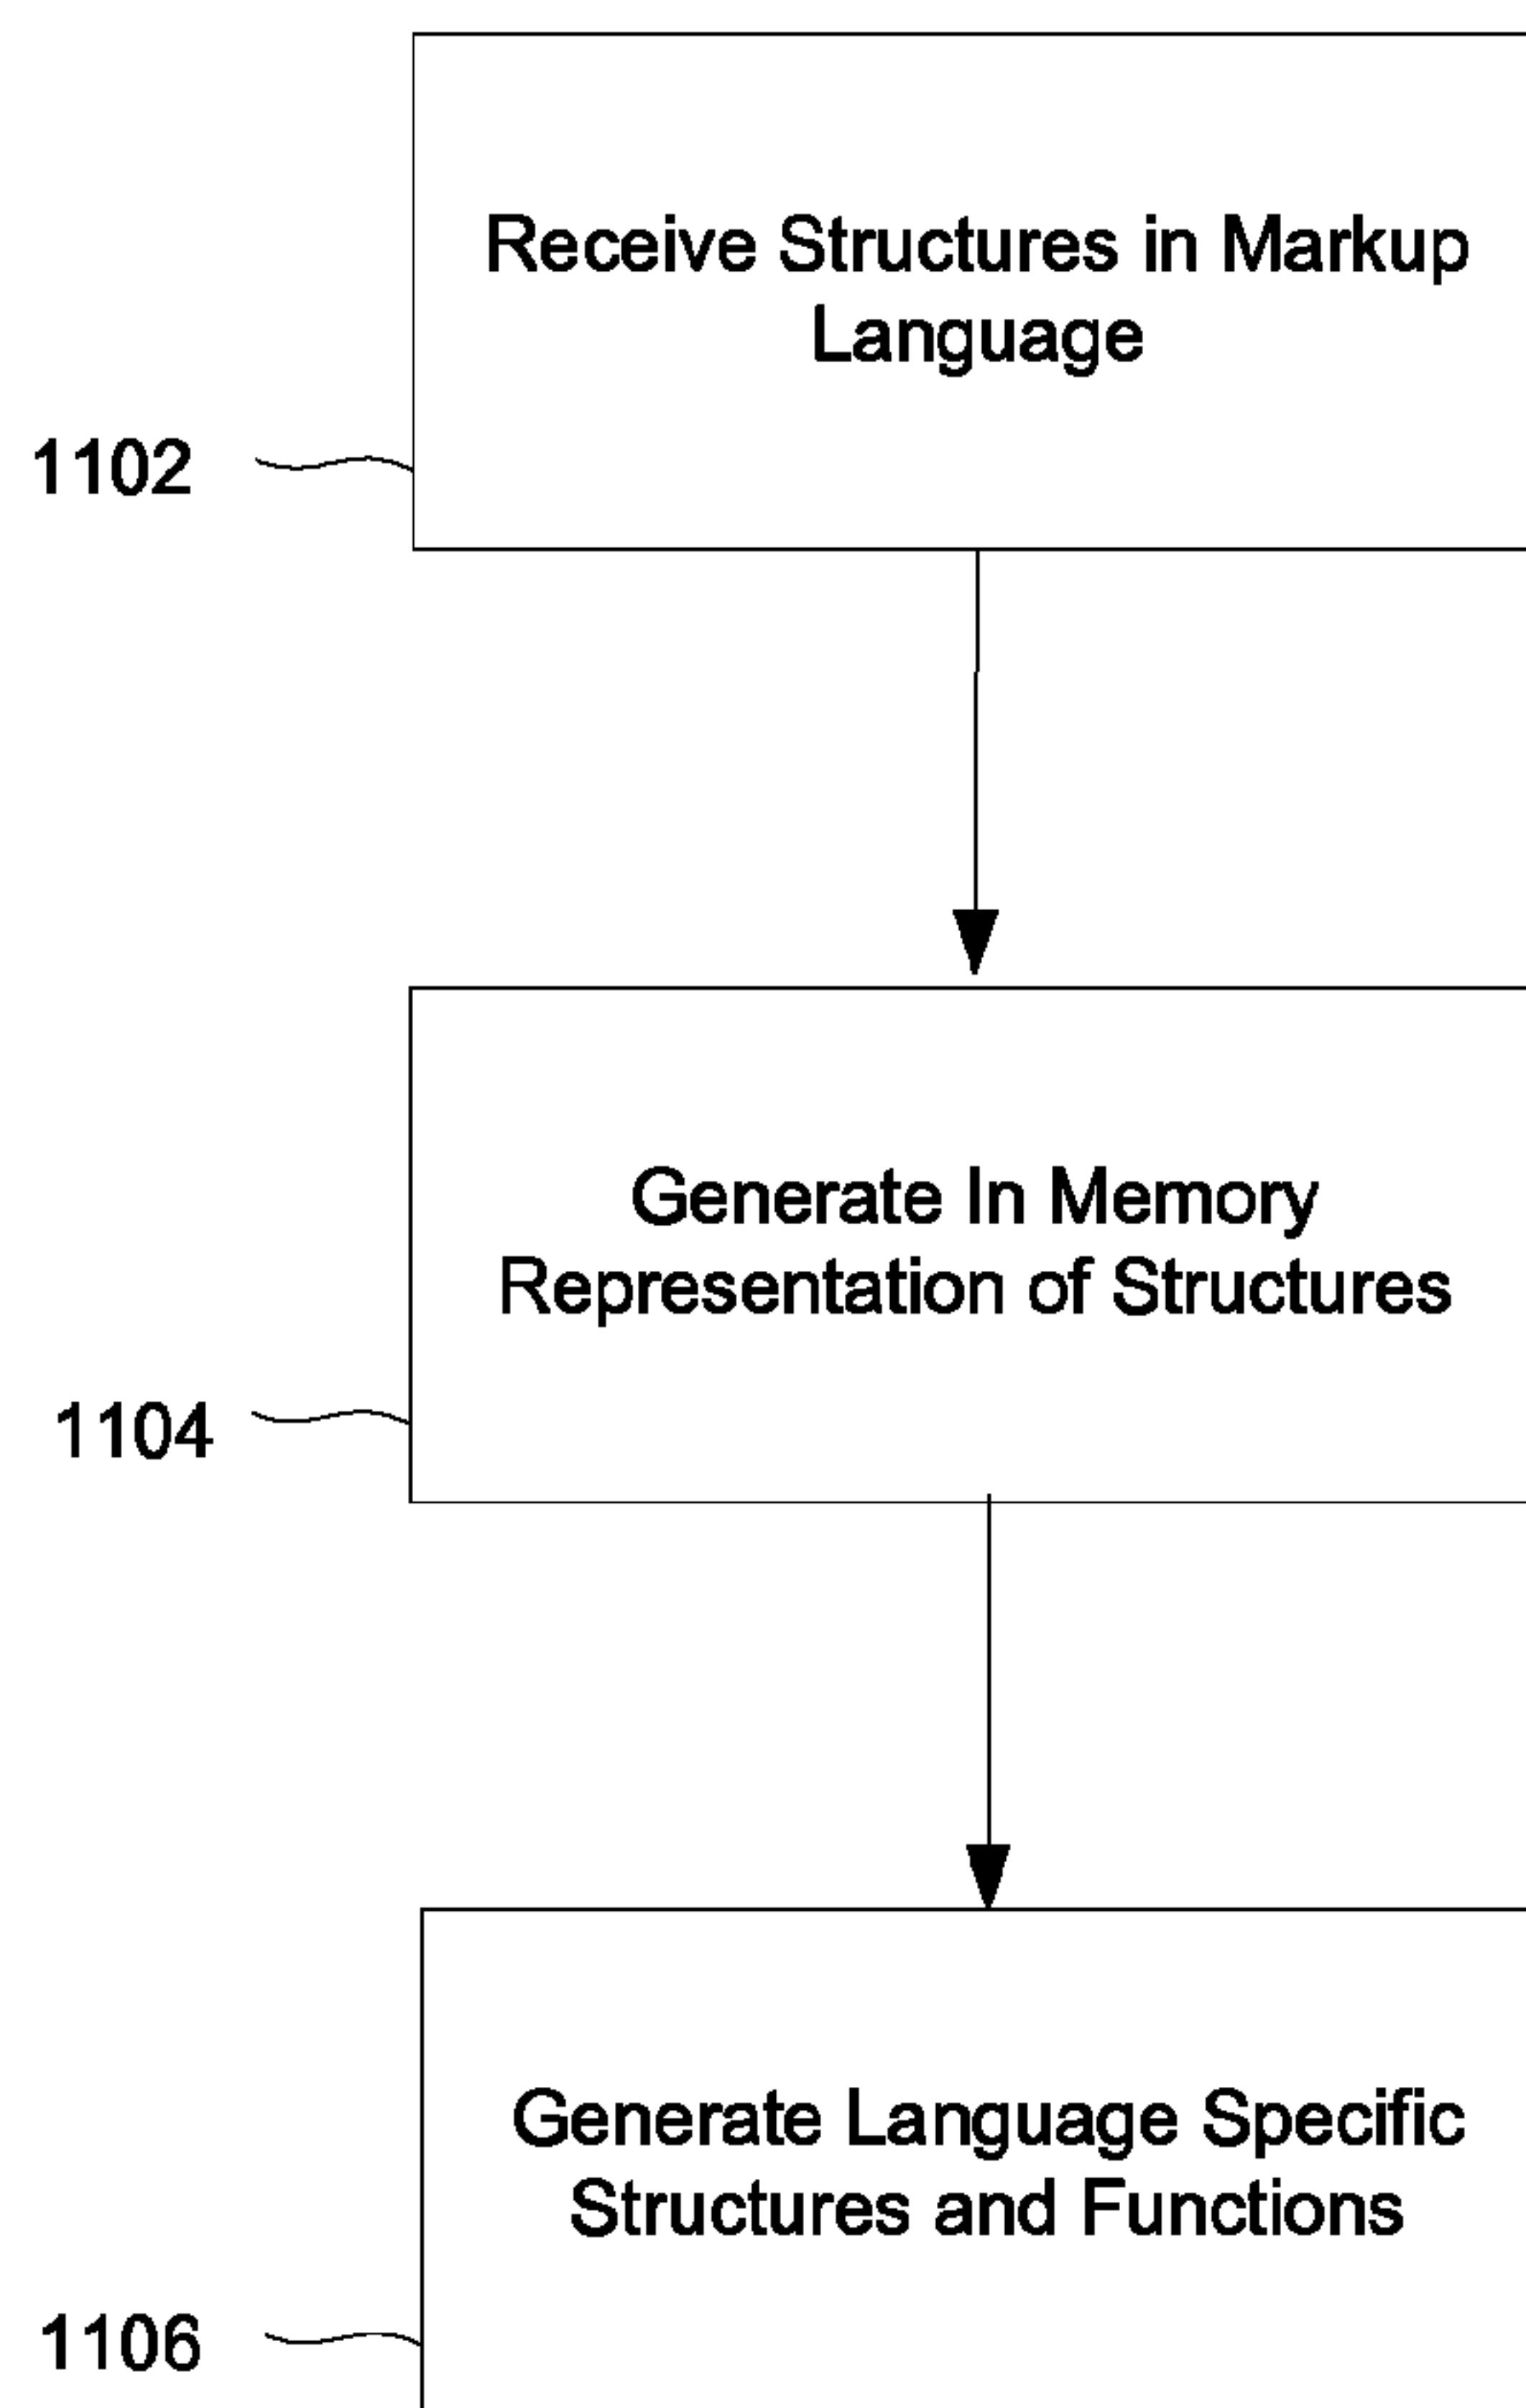 Receive Structures in Markup
Language
1102
Generate In Memory
Representation of Structures
1104
Generate Language Specific
Structures and Functions
1106